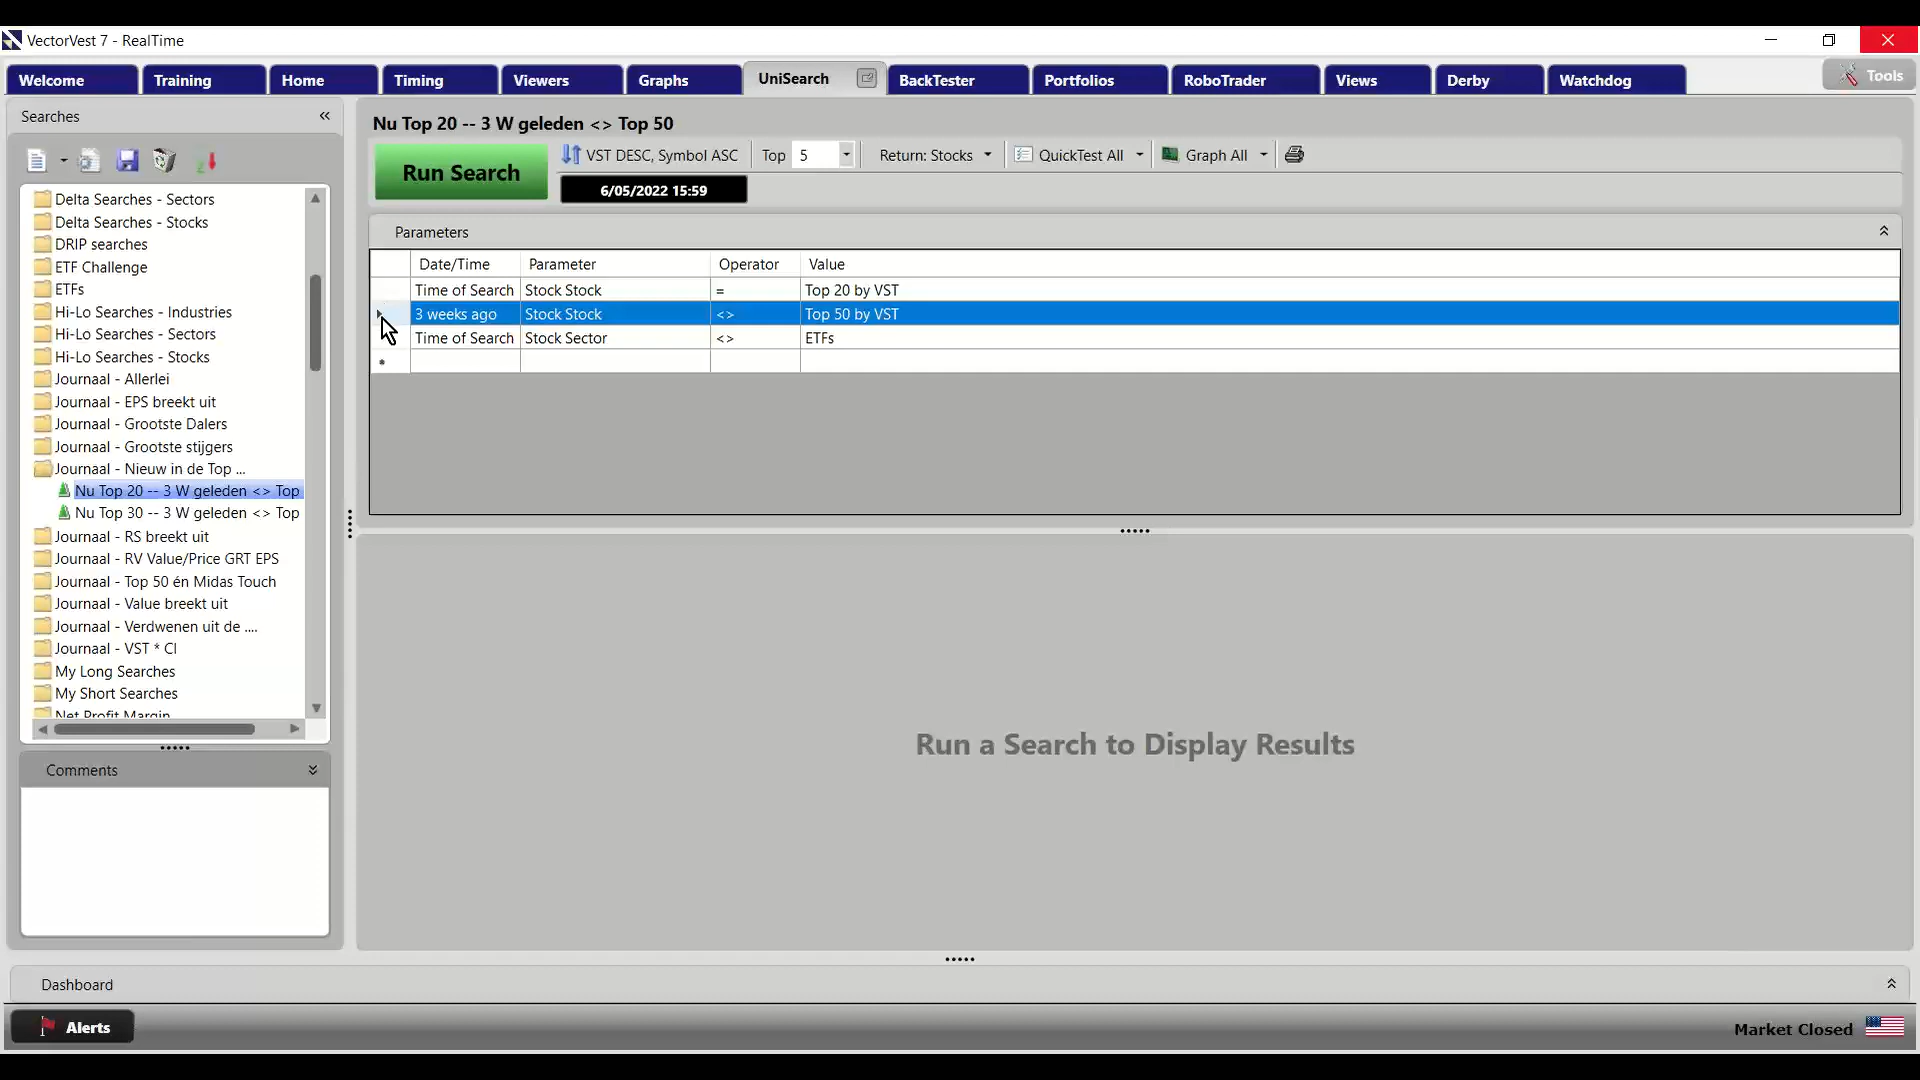 VectorVest 7 - RealTime
Welcome
Training
Home
Timing
Viewers
Graphs
UniSearch
BackTester
Portfolios
RoboTrader
Views
Derby
Watchdog
Tools
Searches
Delta Searches - Sectors
Delta Searches - Stocks
DRIP searches
ETF Challenge
ETFs
Hi-Lo Searches - Industries
Hi-Lo Searches - Sectors
Hi-Lo Searches - Stocks
Journaal - Allerlei
Journaal - EPS breekt uit
Journaal - Grootste Dalers
Journaal - Grootste stijgers
Journaal - Nieuw in de Top ...
Nu Top 20 -- 3 W geleden <> Top
Nu Top 30 -- 3 W geleden <> Top
Journaal - RS breekt uit
Journaal - RV Value/Price GRT EPS
Journaal - Top 50 én Midas Touch
Journaal - Value breekt uit
Journaal - Verdwenen uit de ....
Journaal - VST * CI
My Long Searches
My Short Searches
Net Profit Margin
Comments
Nu Top 20 -- 3 W geleden <> Top 50
Run Search
VST DESC, Symbol ASC
Top 5
Return: Stocks
QuickTest All
Graph All
6/05/2022 15:59
Parameters
Date/Time Parameter Operator Value
Time of Search Stock Stock = Top 20 by VST
3 weeks ago Stock Stock <> Top 50 by VST
Time of Search Stock Sector <> ETFs
*
Run a Search to Display Results
Dashboard
Alerts
Market Closed